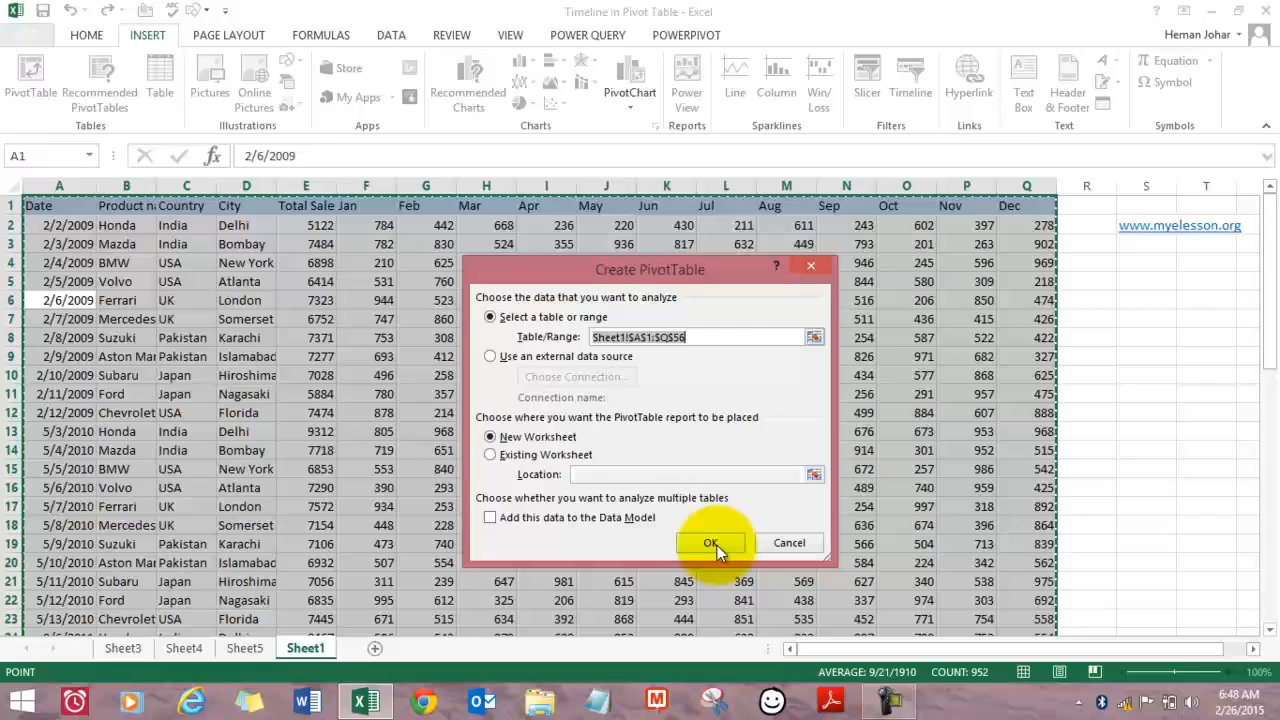 Timeline in Pivot Table - Excel
HOME INSERT PAGE LAYOUT FORMULAS DATA REVIEW VIEW POWER QUERY POWERPIVOT Heman Johar
PivotTable Recommended PivotTables Table Pictures Online Pictures Store My Apps Recommended Charts PivotChart Power View Line Column Win/Loss Slicer Timeline Hyperlink Text Box Header & Footer Equation Symbol
Tables Illustrations Apps Charts Reports Sparklines Filters Links Text Symbols
A1 fx 2/6/2009
A B C D E F G H I J K L M N O P Q R S T
1 Date Product n Country City Total Sale Jan Feb Mar Apr May Jun Jul Aug Sep Oct Nov Dec
2 2/2/2009 Honda India Delhi 5122 784 442 668 236 220 430 211 611 243 602 397 278 www.myelesson.org
3 2/3/2009 Mazda India Bombay 7484 782 830 524 355 936 817 632 449 793 201 263 902
4 2/4/2009 BMW USA New York 6898 210 625 946 245 596 969
5 2/5/2009 Volvo USA Atlanta 6414 531 760 844 580 309 218
6 2/6/2009 Ferrari UK London 7323 944 523 516 206 850 474
7 2/7/2009 Mercedes UK Somerset 6752 747 860 511 436 415 426
8 2/8/2009 Suzuki Pakistan Karachi 7371 753 308 254 587 522 822
9 2/9/2009 Aston Mar Pakistan Islamabad 7277 693 412 990 442 331 427
10 2/10/2009 Subaru Japan Hiroshima 7028 496 258 434 577 868 625
11 2/11/2009 Ford Japan Nagasaki 5884 780 357 256 291 957 475
12 2/12/2009 Chevrolet USA Florida 7474 878 214 499 884 607 888
13 5/3/2010 Honda India Delhi 9312 805 968 676 673 953 968
14 5/4/2010 Mazda India Bombay 7718 719 651 914 301 952 553
15 5/5/2010 BMW USA New York 6853 553 840 672 257 986 542
16 5/6/2010 Volvo USA Atlanta 7290 390 293 489 740 920 435
17 5/7/2010 Ferrari UK London 7572 934 253 657 228 362 396
18 5/8/2010 Mercedes UK Somerset 7154 448 228 636 674 394 864
19 5/9/2010 Suzuki Pakistan Karachi 7106 473 740 566 504 713 839
20 5/10/2010 Aston Mar Pakistan Islamabad 6832 507 554 584 224 342 562
21 5/11/2010 Subaru Japan Hiroshima 7056 311 239 647 981 615 845 369 569 627 340 538 975
22 5/12/2010 Ford Japan Nagasaki 6835 995 612 325 206 819 293 841 438 337 974 303 692
23 5/13/2010 Chevrolet USA Florida 7445 658 515 634 392 868 444 651 535 452 771 754 558
Create PivotTable
?
Choose the data that you want to analyze
Select a table or range
Table/Range: Sheet1!$A$1:$Q$56
Use an external data source
Choose Connection...
Connection name:
Choose where you want the PivotTable report to be placed
New Worksheet
Existing Worksheet
Location:
Choose whether you want to analyze multiple tables
Add this data to the Data Model
OK Cancel
Sheet3 Sheet4 Sheet5 Sheet1
POINT AVERAGE: 9/21/1910 COUNT: 952 100%
6:48 AM
2/26/2015